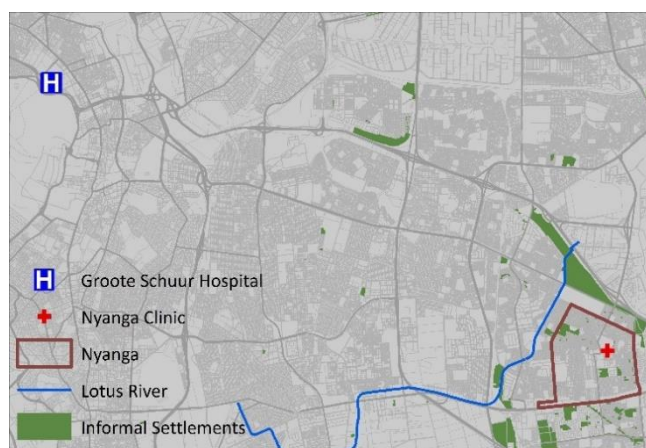 H
H Groote Schuur Hospital
Nyanga Clinic
Nyanga
Lotus River
Informal Settlements